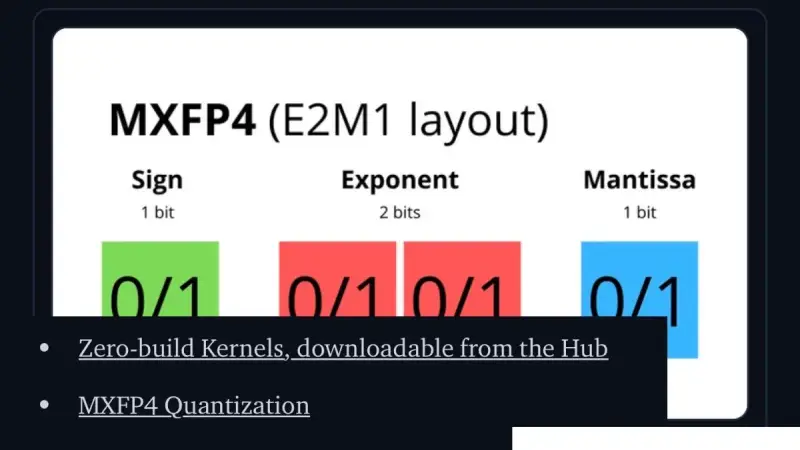 MXFP4 (E2M1 layout)
Sign Exponent Mantissa
1 bit 2 bits 1 bit
0/1 0/1 0/1 0/1
Zero-build Kernels, downloadable from the Hub
MXFP4 Quantization